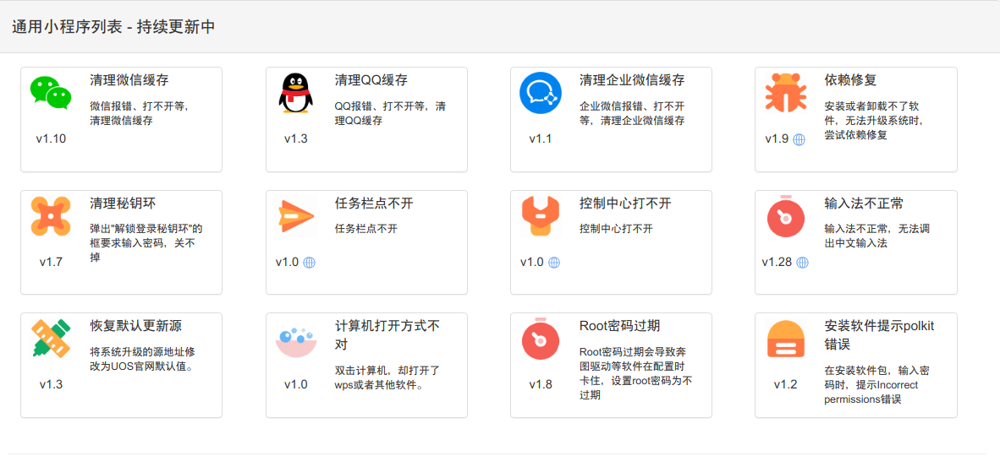 通用小程序列表 - 持续更新中
清理微信缓存
微信报错、打不开等，
清理微信缓存
v1.10
清理QQ缓存
QQ报错、打不开等，清
理QQ缓存
v1.3
清理企业微信缓存
企业微信报错、打不开
等，清理企业微信缓存
v1.1
依赖修复
安装或者卸载不了软
件，无法升级系统时，
尝试依赖修复
v1.9
清理秘钥环
弹出"解锁登录秘钥环"的
框要求输入密码，关不
掉
v1.7
任务栏点不开
任务栏点不开
v1.0
控制中心打不开
控制中心打不开
v1.0
输入法不正常
输入法不正常，无法调
出中文输入法
v1.28
恢复默认更新源
将系统升级的源地址修
改为UOS官网默认值。
v1.3
计算机打开方式不
对
双击计算机，却打开了
wps或者其他软件。
v1.0
Root密码过期
Root密码过期会导致奔
图驱动等软件在配置时
卡住，设置root密码为不
过期
v1.8
安装软件提示polkit
错误
在安装软件包，输入密
码时，提示Incorrect
permissions错误
v1.2